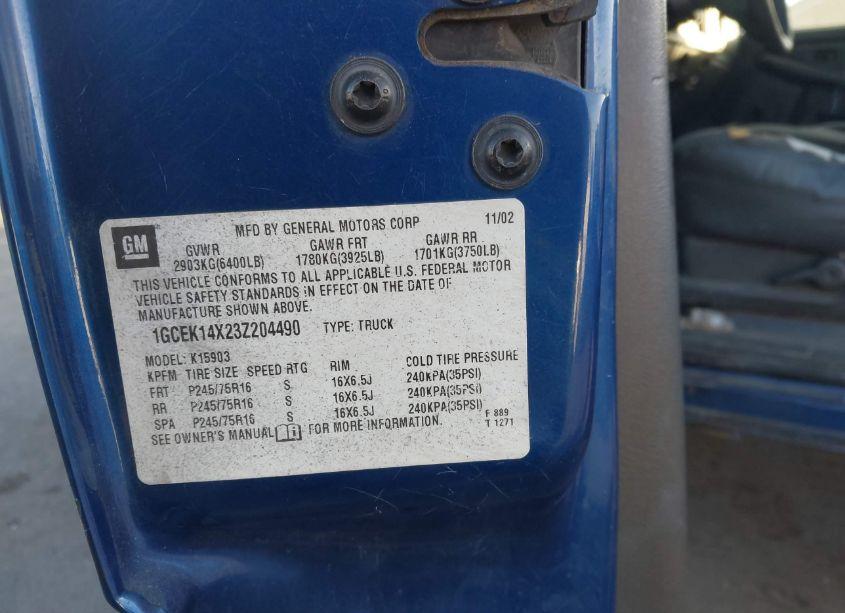 GM
MFD BY GENERAL MOTORS CORP 11/02
GVWR GAWR FRT GAWR RR
2903KG(6400LB) 1780KG(3925LB) 1701KG(3750LB)
THIS VEHICLE CONFORMS TO ALL APPLICABLE U.S. FEDERAL MOTOR
VEHICLE SAFETY STANDARDS IN EFFECT ON THE DATE OF
MANUFACTURE SHOWN ABOVE.
1GCEK14X23Z204490 TYPE: TRUCK
MODEL: K15903
KPFM TIRE SIZE SPEED RTG RIM COLD TIRE PRESSURE
FRT P245/75R16 S 16X6.5J 240KPA(35PSI)
RR P245/75R16 S 16X6.5J 240KPA(35PSI)
SPA P245/75R16 S 16X6.5J 240KPA(35PSI)
SEE OWNER'S MANUAL FOR MORE INFORMATION.
F 889
T 1271